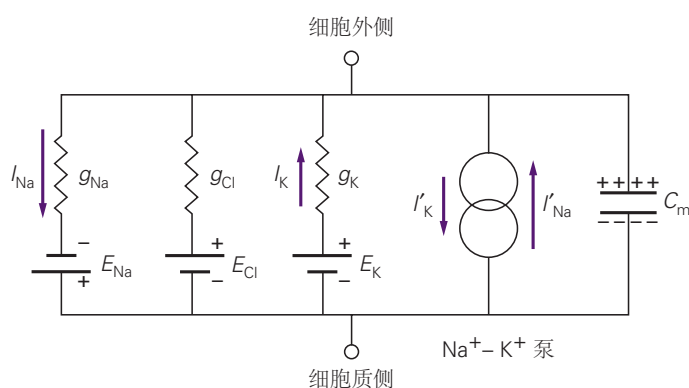 细胞外侧
I_Na
g_Na
g_Cl
I_K
g_K
I′_K
I′_Na
++++
----
C_m
-
+
E_Na
+
-
E_Cl
+
-
E_K
Na⁺–K⁺ 泵
细胞质侧